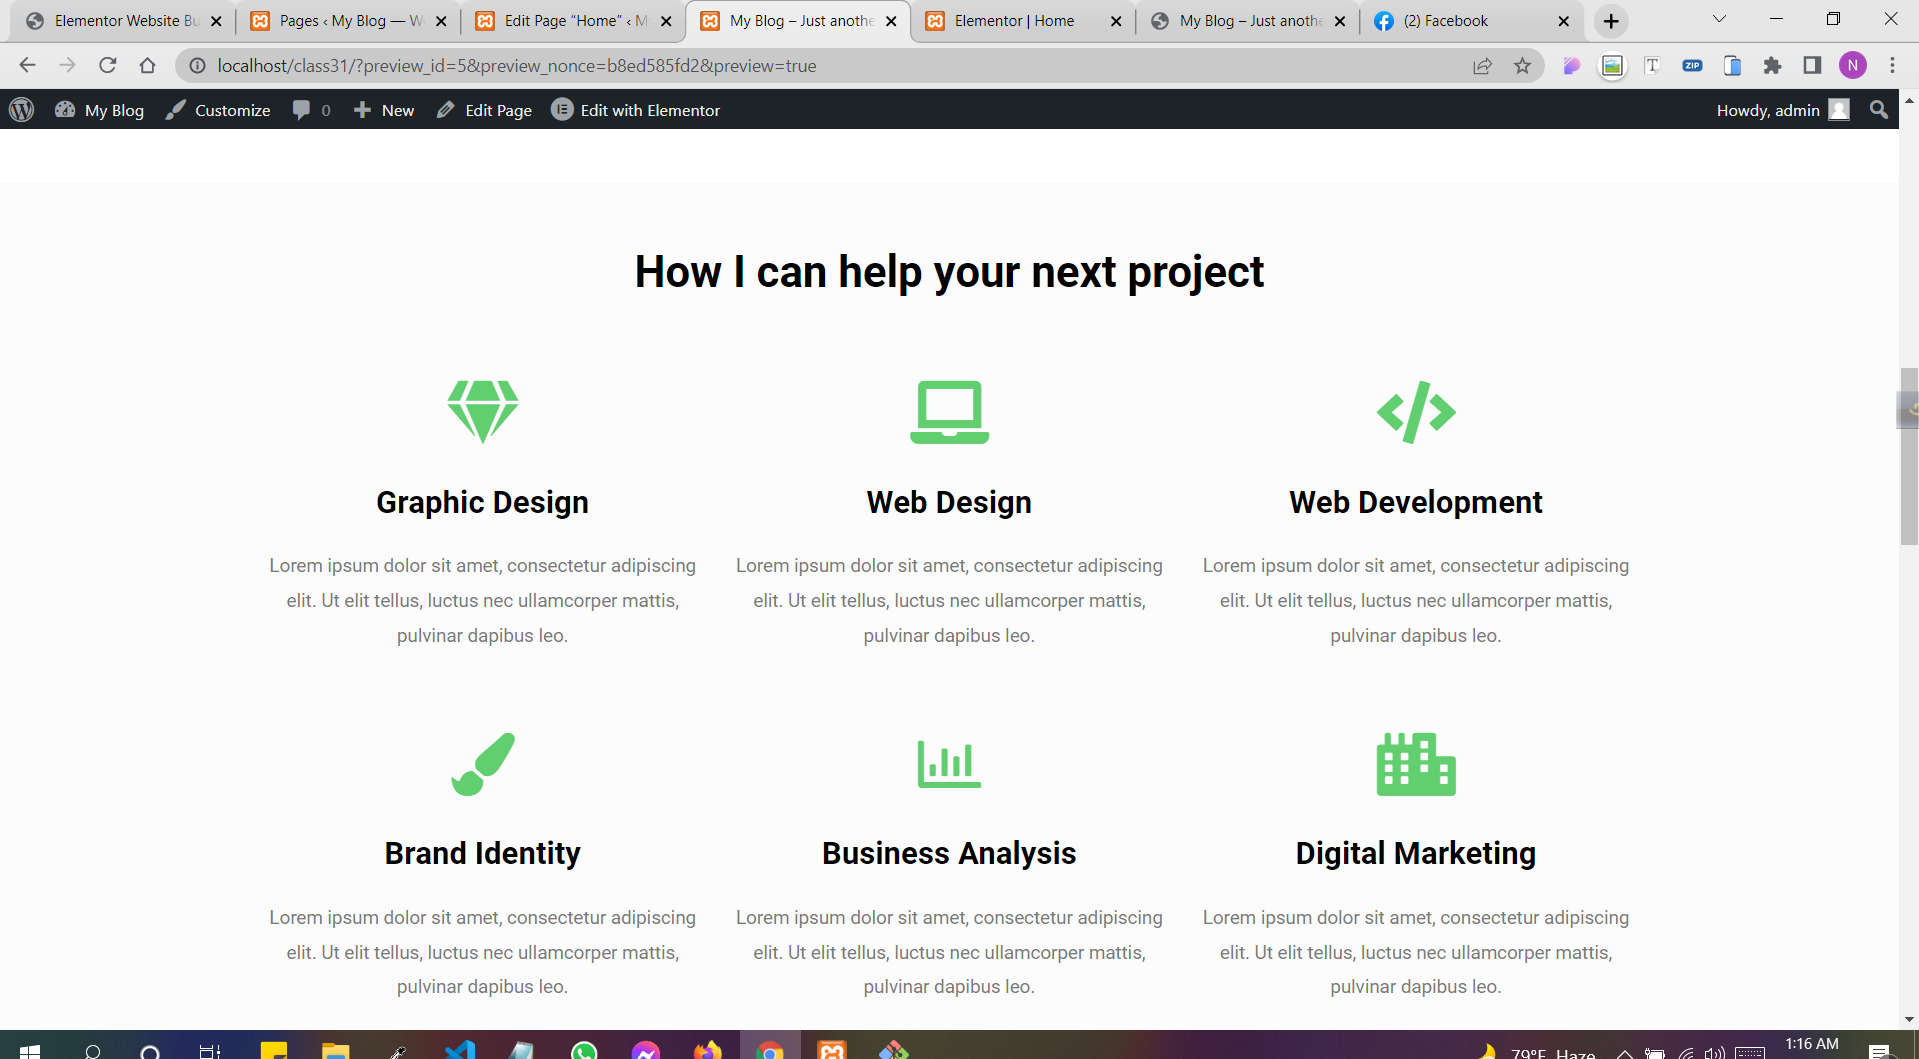 Elementor Website Bu
Pages ‹ My Blog — W
Edit Page “Home” ‹ M
My Blog – Just anothe
Elementor | Home
My Blog – Just anothe
(2) Facebook
localhost/class31/?preview_id=5&preview_nonce=b8ed585fd2&preview=true
T
ZIP
N
My Blog
Customize
0
New
Edit Page
Edit with Elementor
Howdy, admin
How I can help your next project
Graphic Design
Lorem ipsum dolor sit amet, consectetur adipiscing
elit. Ut elit tellus, luctus nec ullamcorper mattis,
pulvinar dapibus leo.
Web Design
Lorem ipsum dolor sit amet, consectetur adipiscing
elit. Ut elit tellus, luctus nec ullamcorper mattis,
pulvinar dapibus leo.
Web Development
Lorem ipsum dolor sit amet, consectetur adipiscing
elit. Ut elit tellus, luctus nec ullamcorper mattis,
pulvinar dapibus leo.
Brand Identity
Lorem ipsum dolor sit amet, consectetur adipiscing
elit. Ut elit tellus, luctus nec ullamcorper mattis,
pulvinar dapibus leo.
Business Analysis
Lorem ipsum dolor sit amet, consectetur adipiscing
elit. Ut elit tellus, luctus nec ullamcorper mattis,
pulvinar dapibus leo.
Digital Marketing
Lorem ipsum dolor sit amet, consectetur adipiscing
elit. Ut elit tellus, luctus nec ullamcorper mattis,
pulvinar dapibus leo.
79°F Haze
1:16 AM